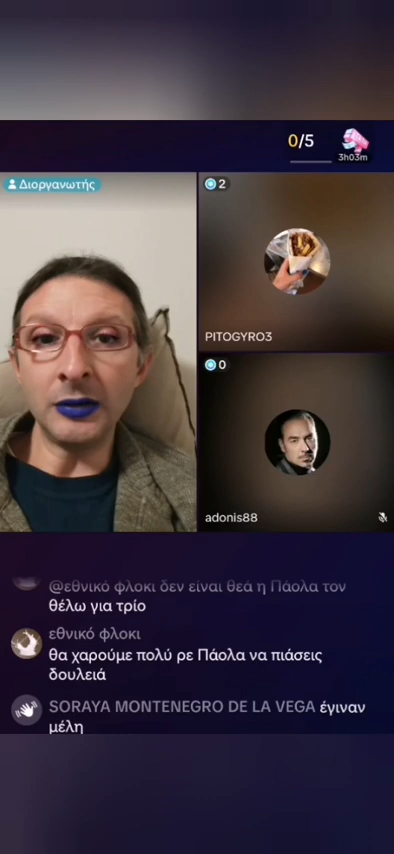 0/5
3h03m
Διοργανωτής
2
PITOGYRO3
0
adonis88
@εθνικό φλοκι δεν είναι θεά η Πάολα τον
θέλω για τρίο
εθνικό φλοκι
θα χαρούμε πολύ ρε Πάολα να πιάσεις
δουλειά
SORAYA MONTENEGRO DE LA VEGA έγιναν
μέλη